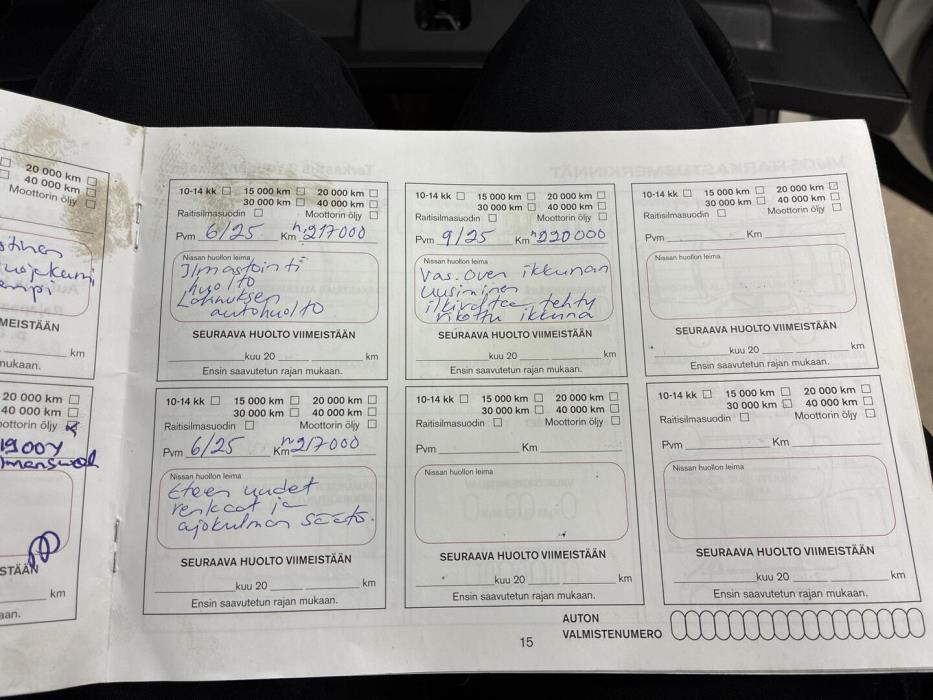 20 000 km
40 000 km
Moottorin öljy
MEISTÄÄN
km
nukaan.
20 000 km
40 000 km
oottorin öljy
STÄÄN
km
aan.
10-14 kk 15 000 km 20 000 km
30 000 km 40 000 km
Raitisilmasuodin Moottorin öljy
Pvm 6/25 Km n 217000
Nissan huollon leima
Ilmastointi
huolto
autohuolto
SEURAAVA HUOLTO VIIMEISTÄÄN
kuu 20 km
Ensin saavutetun rajan mukaan.
10-14 kk 15 000 km 20 000 km
30 000 km 40 000 km
Raitisilmasuodin Moottorin öljy
Pvm 9/25 Km n 220000
Nissan huollon leima
Vas. oven ikkunan
uusiminen
ilkivaltaa tehty
rikottu ikkuna
SEURAAVA HUOLTO VIIMEISTÄÄN
kuu 20 km
Ensin saavutetun rajan mukaan.
10-14 kk 15 000 km 20 000 km
30 000 km 40 000 km
Raitisilmasuodin Moottorin öljy
Pvm Km
Nissan huollon leima
SEURAAVA HUOLTO VIIMEISTÄÄN
kuu 20 km
Ensin saavutetun rajan mukaan.
10-14 kk 15 000 km 20 000 km
30 000 km 40 000 km
Raitisilmasuodin Moottorin öljy
Pvm 6/25 Km n 217000
Nissan huollon leima
Eteen uudet
renkaat ja
ajokulman säätö.
SEURAAVA HUOLTO VIIMEISTÄÄN
kuu 20 km
Ensin saavutetun rajan mukaan.
10-14 kk 15 000 km 20 000 km
30 000 km 40 000 km
Raitisilmasuodin Moottorin öljy
Pvm Km
Nissan huollon leima
SEURAAVA HUOLTO VIIMEISTÄÄN
kuu 20 km
Ensin saavutetun rajan mukaan.
10-14 kk 15 000 km 20 000 km
30 000 km 40 000 km
Raitisilmasuodin Moottorin öljy
Pvm Km
Nissan huollon leima
SEURAAVA HUOLTO VIIMEISTÄÄN
kuu 20 km
Ensin saavutetun rajan mukaan.
15
AUTON
VALMISTENUMERO